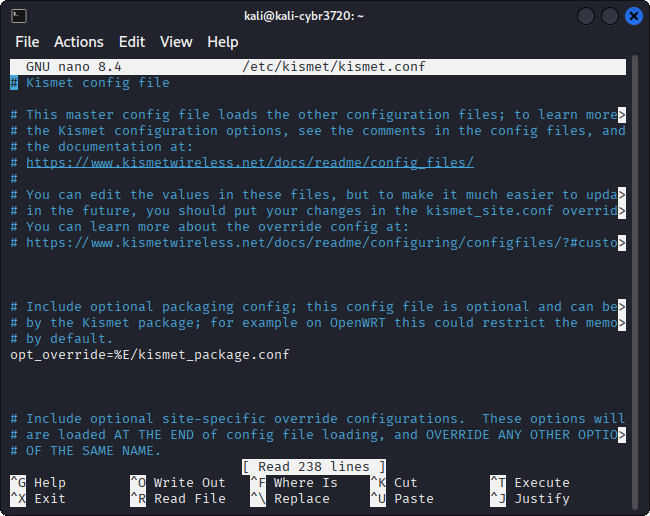 kali@kali-cybr3720: ~
File Actions Edit View Help
GNU nano 8.4 /etc/kismet/kismet.conf
# Kismet config file
# This master config file loads the other configuration files; to learn more>
# the Kismet configuration options, see the comments in the config files, and
# the documentation at:
# https://www.kismetwireless.net/docs/readme/config_files/
#
# You can edit the values in these files, but to make it much easier to upda>
# in the future, you should put your changes in the kismet_site.conf overrid>
# You can learn more about the override config at:
# https://www.kismetwireless.net/docs/readme/configuring/configfiles/?#custo>
# Include optional packaging config; this config file is optional and can be>
# by the Kismet package; for example on OpenWRT this could restrict the memo>
# by default.
opt_override=%E/kismet_package.conf
# Include optional site-specific override configurations.  These options will
# are loaded AT THE END of config file loading, and OVERRIDE ANY OTHER OPTIO>
# OF THE SAME NAME.
[ Read 238 lines ]
^G Help ^O Write Out ^F Where Is ^K Cut ^T Execute
^X Exit ^R Read File ^\ Replace ^U Paste ^J Justify